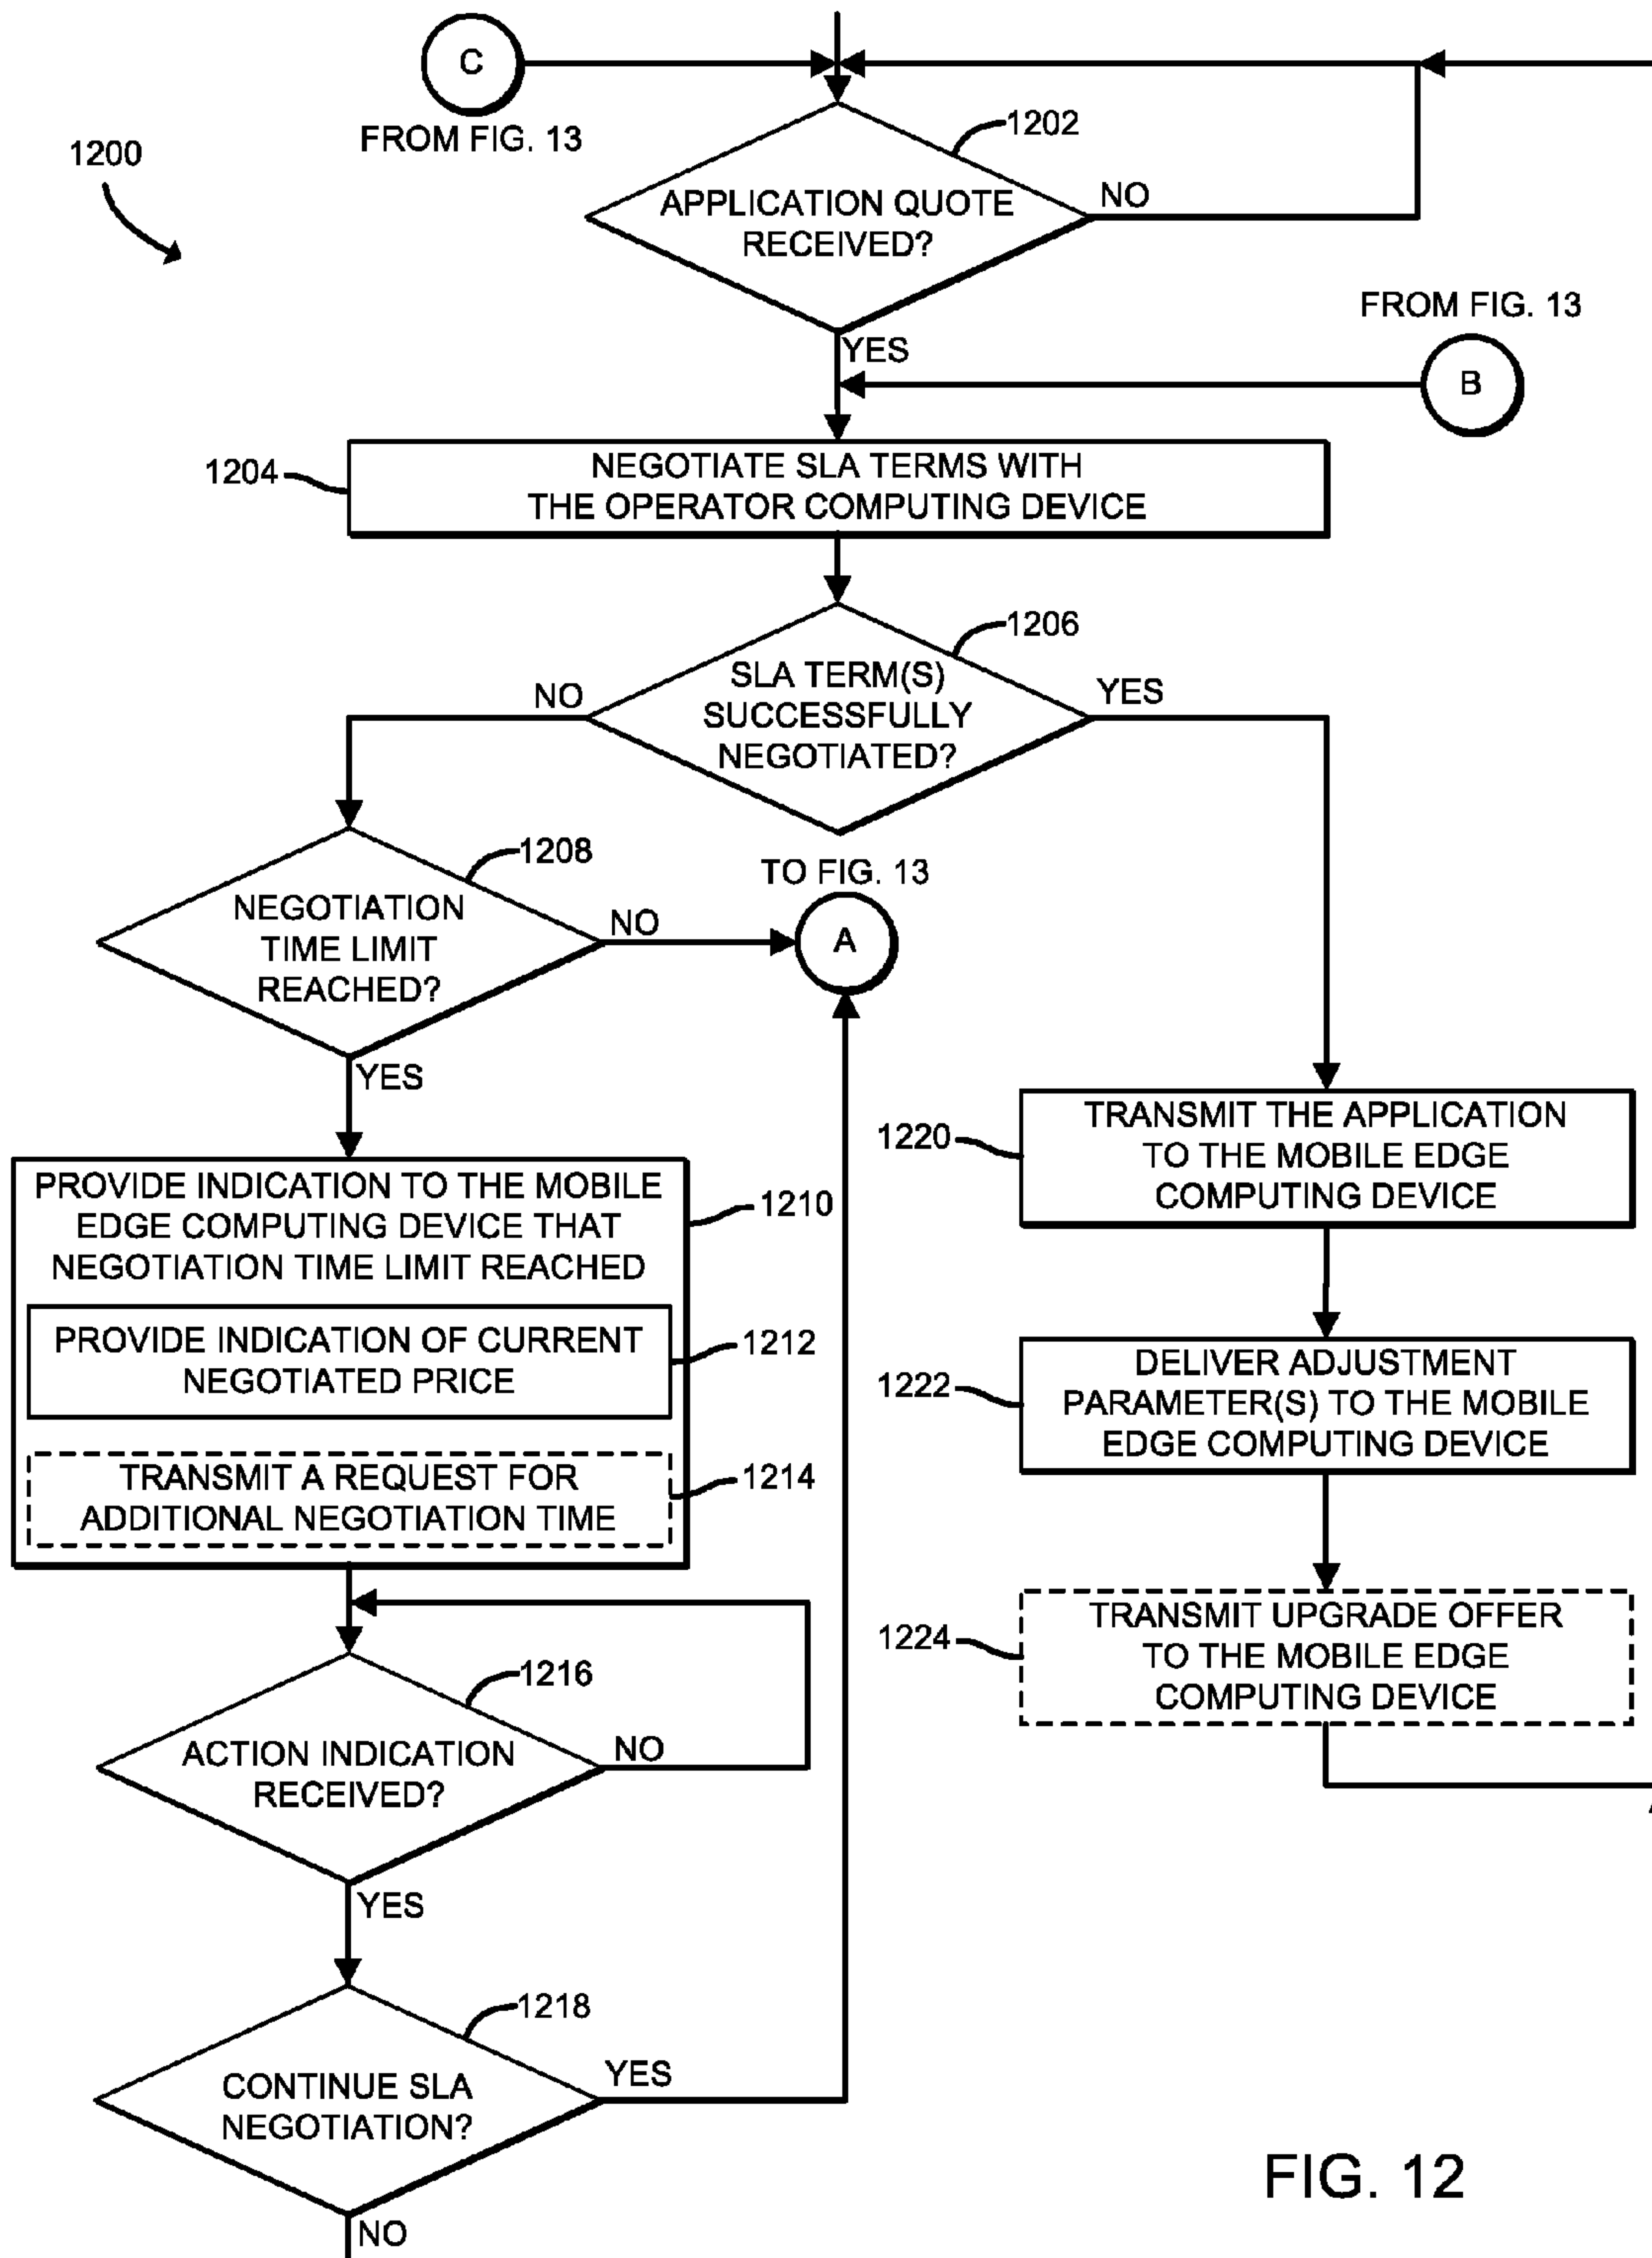 C
FROM FIG. 13
1200
1202
APPLICATION QUOTE
RECEIVED?
NO
YES
FROM FIG. 13
B
1204
NEGOTIATE SLA TERMS WITH
THE OPERATOR COMPUTING DEVICE
1206
SLA TERM(S)
SUCCESSFULLY
NEGOTIATED?
NO
YES
1208
NEGOTIATION
TIME LIMIT
REACHED?
NO
YES
TO FIG. 13
A
PROVIDE INDICATION TO THE MOBILE
EDGE COMPUTING DEVICE THAT
NEGOTIATION TIME LIMIT REACHED
1210
PROVIDE INDICATION OF CURRENT
NEGOTIATED PRICE
1212
TRANSMIT A REQUEST FOR
ADDITIONAL NEGOTIATION TIME
1214
1216
ACTION INDICATION
RECEIVED?
NO
YES
1218
CONTINUE SLA
NEGOTIATION?
YES
NO
1220
TRANSMIT THE APPLICATION
TO THE MOBILE EDGE
COMPUTING DEVICE
1222
DELIVER ADJUSTMENT
PARAMETER(S) TO THE MOBILE
EDGE COMPUTING DEVICE
1224
TRANSMIT UPGRADE OFFER
TO THE MOBILE EDGE
COMPUTING DEVICE
FIG. 12